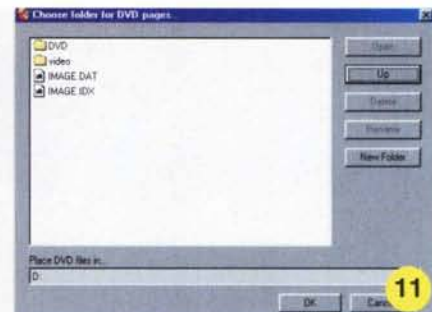 Choose folder for DVD pages
DVD
video
IMAGE DAT
IMAGE IDX
Open
Up
Delete
Rename
New Folder
Place DVD files in...
D:
OK
11